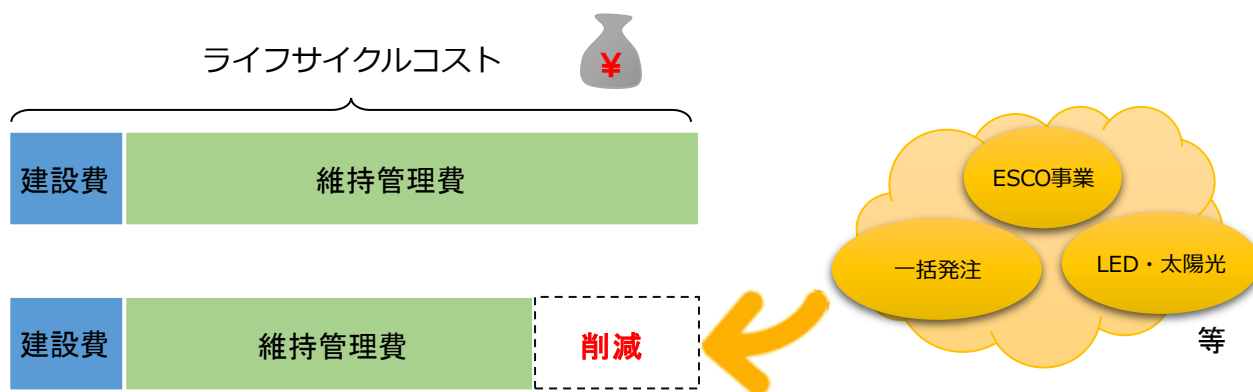 ライフサイクルコスト
¥
建設費
維持管理費
ESCO事業
一括発注
LED・太陽光
等
建設費
維持管理費
削減